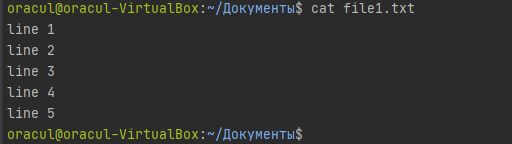 oracul@oracul-VirtualBox:~/Документы$ cat file1.txt
line 1
line 2
line 3
line 4
line 5
oracul@oracul-VirtualBox:~/Документы$